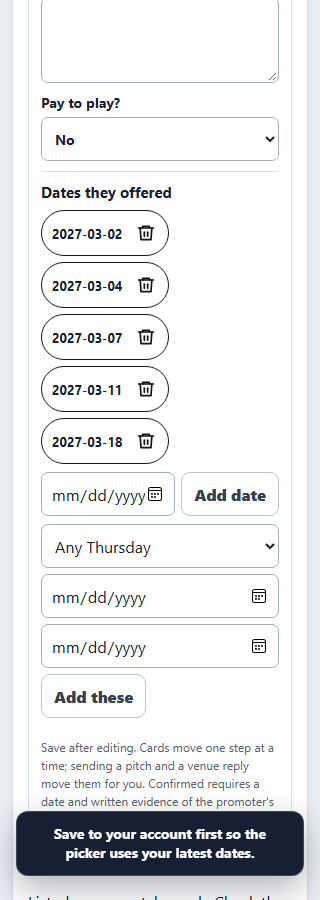 Pay to play?
No
Dates they offered
2027-03-02
2027-03-04
2027-03-07
2027-03-11
2027-03-18
mm/dd/yyyy Add date
Any Thursday
mm/dd/yyyy
mm/dd/yyyy
Add these
Save after editing. Cards move one step at a
time; sending a pitch and a venue reply
move them for you. Confirmed requires a
date and written evidence of the promoter's
Save to your account first so the
picker uses your latest dates.